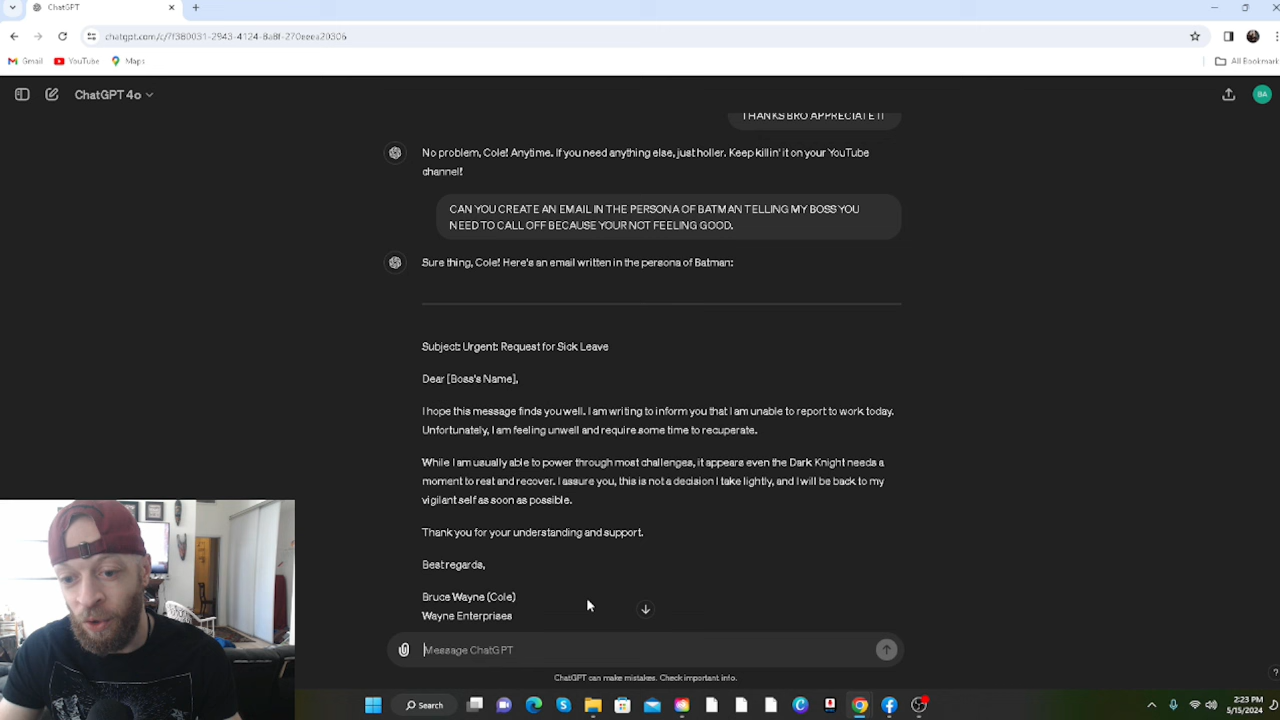 ChatGPT
chatgpt.com/c/7f380031-2943-4124-8a8f-270eeea20306
Gmail
YouTube
Maps
All Bookmark
ChatGPT 4o
BA
THANKS BRO APPRECIATE IT
No problem, Cole! Anytime. If you need anything else, just holler. Keep killin' it on your YouTube
channel!
CAN YOU CREATE AN EMAIL IN THE PERSONA OF BATMAN TELLING MY BOSS YOU
NEED TO CALL OFF BECAUSE YOUR NOT FEELING GOOD.
Sure thing, Cole! Here's an email written in the persona of Batman:
Subject: Urgent: Request for Sick Leave
Dear [Boss's Name],
I hope this message finds you well. I am writing to inform you that I am unable to report to work today.
Unfortunately, I am feeling unwell and require some time to recuperate.
While I am usually able to power through most challenges, it appears even the Dark Knight needs a
moment to rest and recover. I assure you, this is not a decision I take lightly, and I will be back to my
vigilant self as soon as possible.
Thank you for your understanding and support.
Best regards,
Bruce Wayne (Cole)
Wayne Enterprises
Message ChatGPT
ChatGPT can make mistakes. Check important info.
?
Search
2:23 PM
5/15/2024